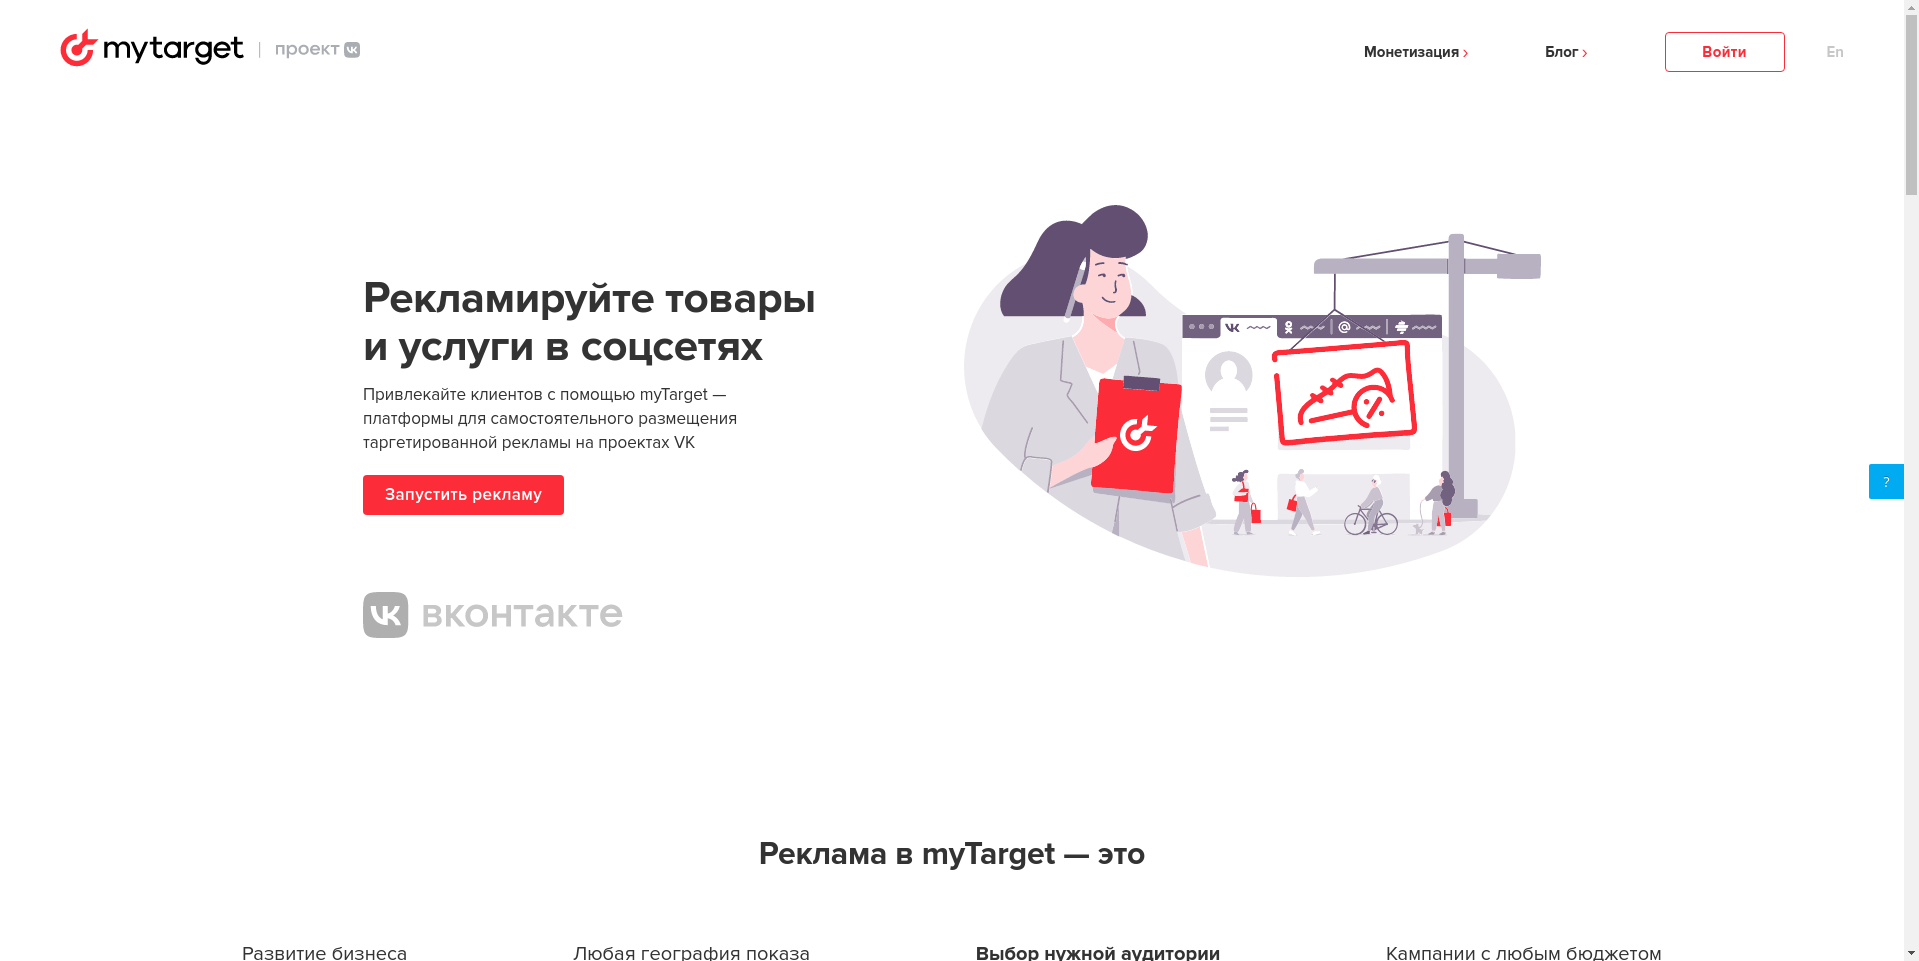 mytarget
проект
Монетизация
Блог
Войти
En
Рекламируйте товары
и услуги в соцсетях
Привлекайте клиентов с помощью myTarget —
платформы для самостоятельного размещения
таргетированной рекламы на проектах VK
Запустить рекламу
?
вконтакте
Реклама в myTarget — это
Развитие бизнеса
Любая география показа
Выбор нужной аудитории
Кампании с любым бюджетом